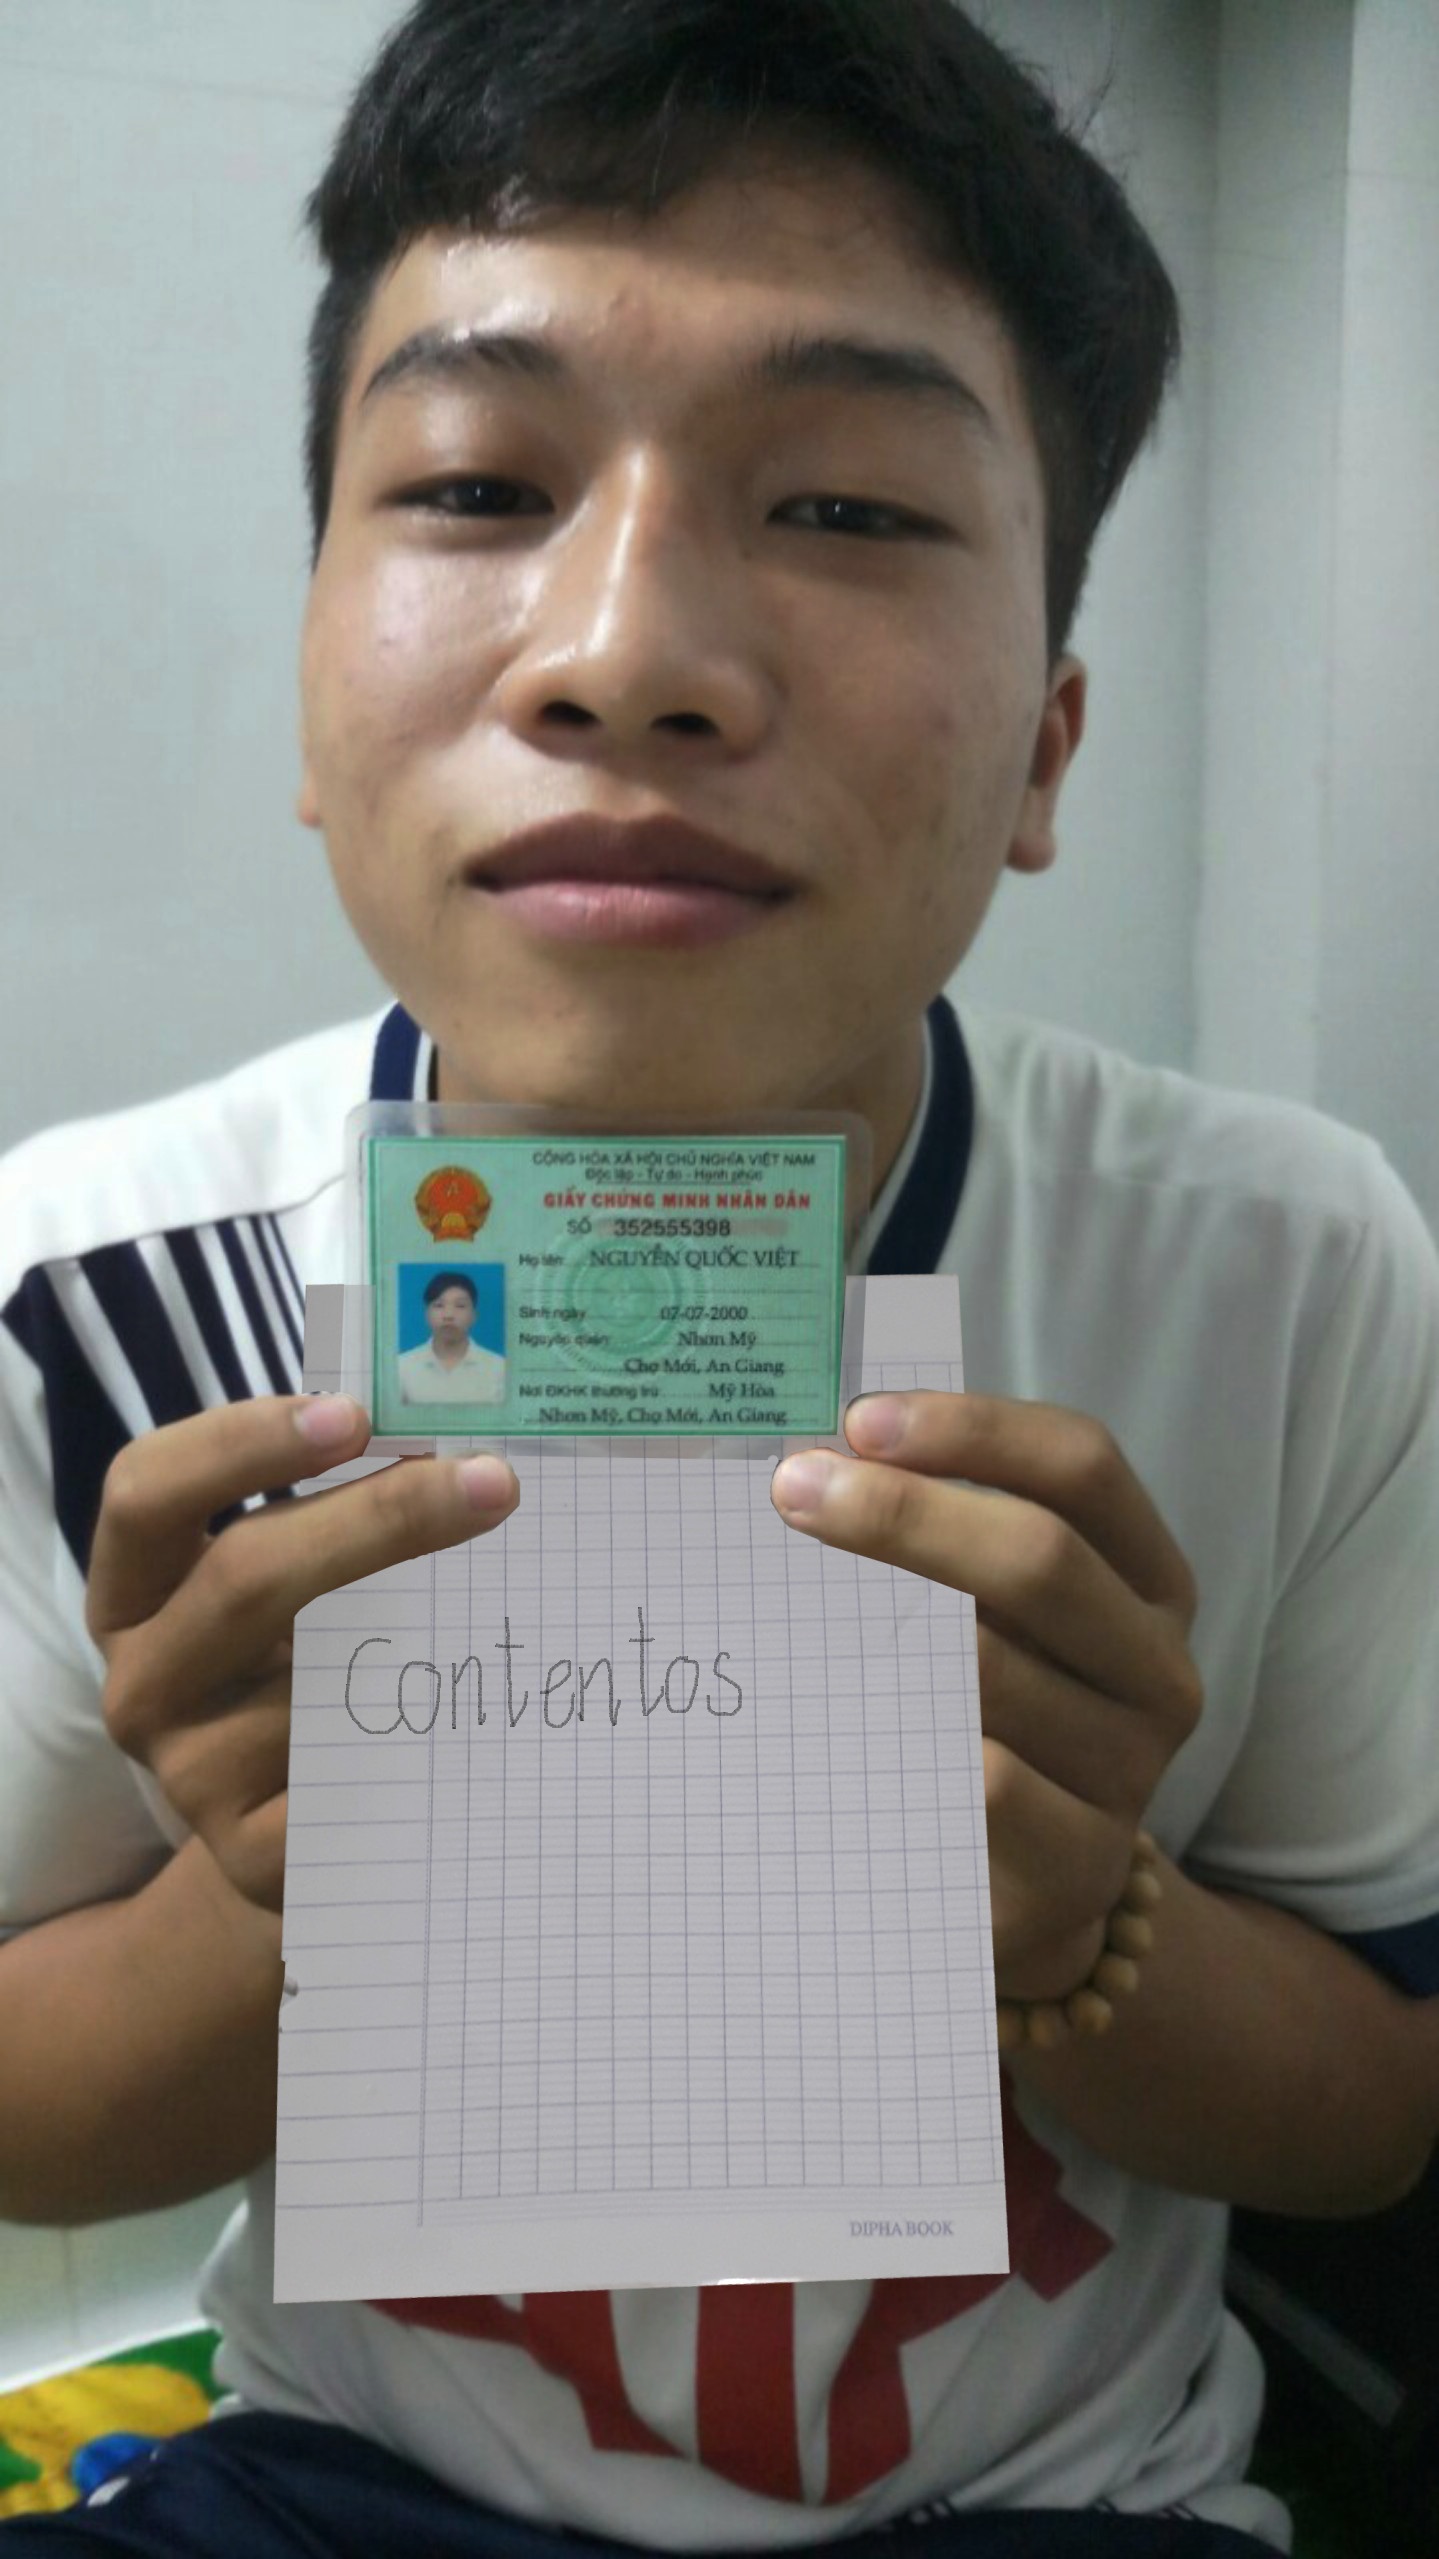 CỘNG HÒA XÃ HỘI CHỦ NGHĨA VIỆT NAM
Độc lập - Tự do - Hạnh phúc
GIẤY CHỨNG MINH NHÂN DÂN
SỐ 352555398
Họ tên: NGUYỄN QUỐC VIỆT
Sinh ngày 07-07-2000
Nguyên quán Nhơn Mỹ
Chợ Mới, An Giang
Nơi ĐKHK thường trú Mỹ Hòa
Nhơn Mỹ, Chợ Mới, An Giang
Contentos
DIPHA BOOK